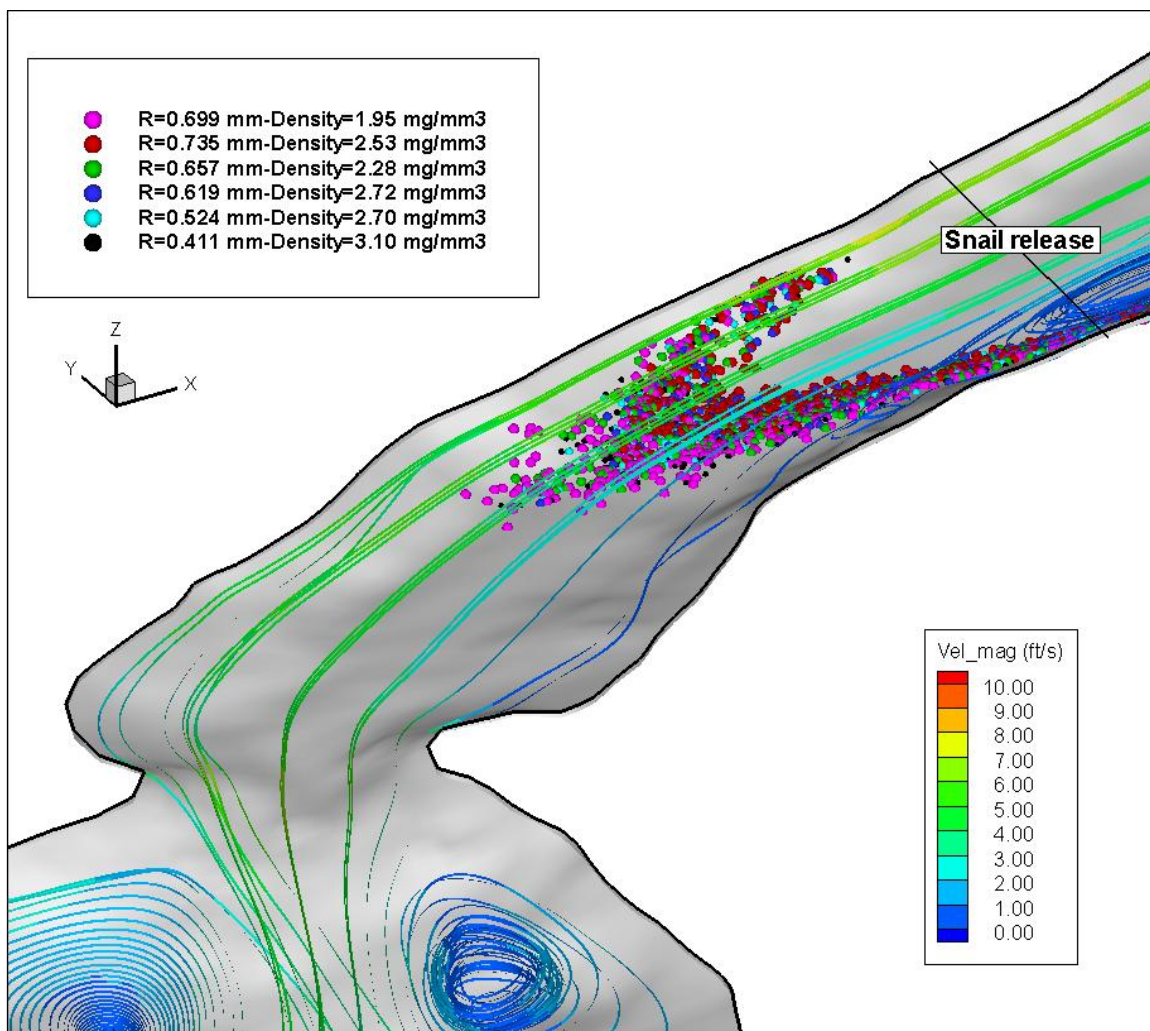 R=0.699 mm-Density=1.95 mg/mm3
R=0.735 mm-Density=2.53 mg/mm3
R=0.657 mm-Density=2.28 mg/mm3
R=0.619 mm-Density=2.72 mg/mm3
R=0.524 mm-Density=2.70 mg/mm3
R=0.411 mm-Density=3.10 mg/mm3
Snail release
Z
Y
X
Vel_mag (ft/s)
10.00
9.00
8.00
7.00
6.00
5.00
4.00
3.00
2.00
1.00
0.00